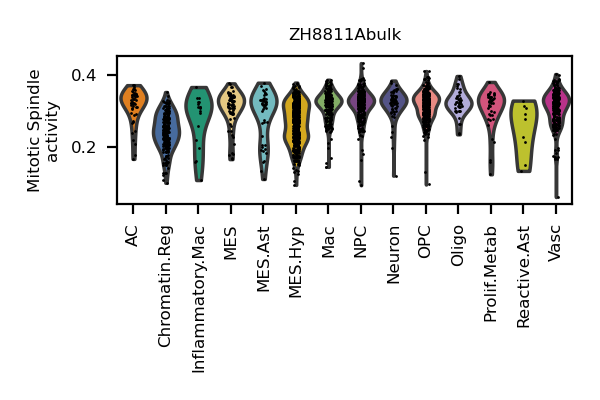 ZH8811Abulk
Mitotic Spindle
activity
0.4
0.2
AC
Chromatin.Reg
Inflammatory.Mac
MES
MES.Ast
MES.Hyp
Mac
NPC
Neuron
OPC
Oligo
Prolif.Metab
Reactive.Ast
Vasc